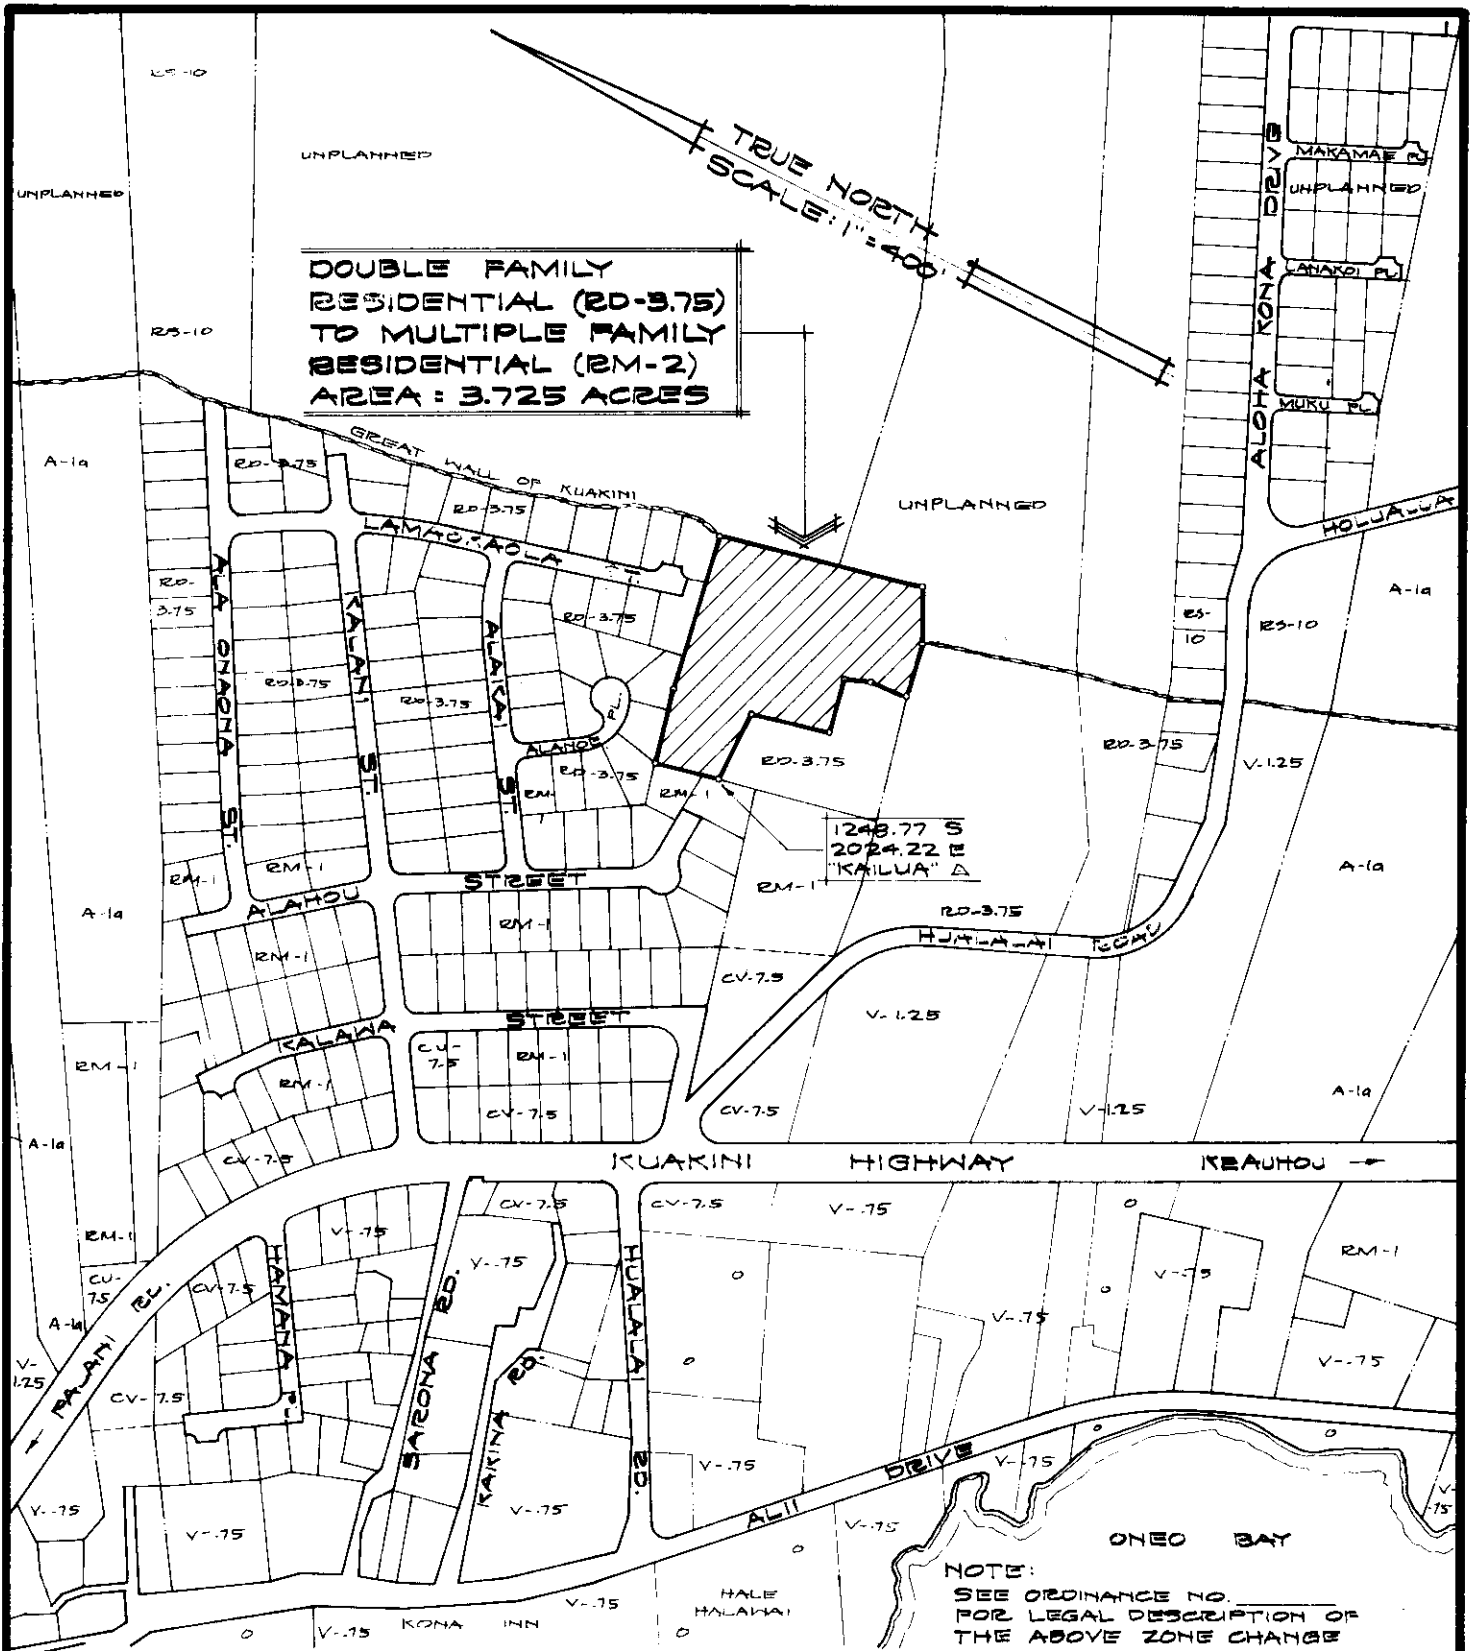 RS-10
UNPLANNED
UNPLANNED
TRUE NORTH
SCALE: 1" = 400'
DOUBLE FAMILY
RESIDENTIAL (RD-3.75)
TO MULTIPLE FAMILY
RESIDENTIAL (RM-2)
AREA : 3.725 ACRES
RS-10
ALOHA KONA DRIVE
MAKAMAE PL.
UNPLANNED
ANAKOI PL.
MUKU PL.
HOLUALUA
A-1a
GREAT WALL OF KUAKINI
RD-3.75
RD-3.75
UNPLANNED
LAMAOKAOLA ST.
RD-3.75
ALA ONAONA ST.
KALANI ST.
ALAKAI ST.
RD-3.75
RD-3.75
RD-3.75
ALANOE PL.
RD-3.75
RM-1
RM-1
RD-3.75
RS-10
RS-10
A-1a
RD-3.75
V-1.25
1248.77 S
2024.22 E
"KAILUA" △
RM-1
RM-1
RM-1
A-1a
ALAHOU STREET
RM-1
RM-1
RD-3.75
HUALALAI ROAD
A-1a
CV-7.5
V-1.25
KALAWA STREET
RM-1
RM-1
CV-7.5
RM-1
CV-7.5
CV-7.5
V-1.25
A-1a
A-1a
CV-7.5
KUAKINI HIGHWAY
KEAUHOU →
RM-1
CV-7.5
A-1a
V-1.25
PALANI RD.
CV-7.5
CV-7.5
HAMANA PL.
V-.75
SARONA RD.
V-.75
KAKINA RD.
CV-7.5
HUALALAI RD.
CV-7.5
V-.75
V-.75
V-.75
RM-1
V-.75
V-.75
V-.75
V-.75
V-.75
V-.75
ALII DRIVE
V-.75
V-.75
V-.75
ONEO BAY
V-.75
KONA INN
V-.75
HALE
HALAWAI
NOTE:
SEE ORDINANCE NO.
FOR LEGAL DESCRIPTION OF
THE ABOVE ZONE CHANGE